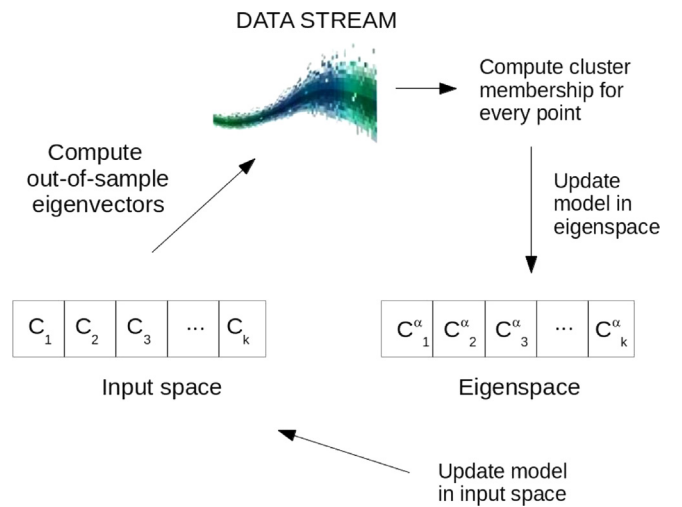 DATA STREAM
Compute cluster
membership for
every point
Compute
out-of-sample
eigenvectors
Update
model in
eigenspace
C1 C2 C3 ... Ck
Cα1 Cα2 Cα3 ... Cαk
Input space
Eigenspace
Update model
in input space